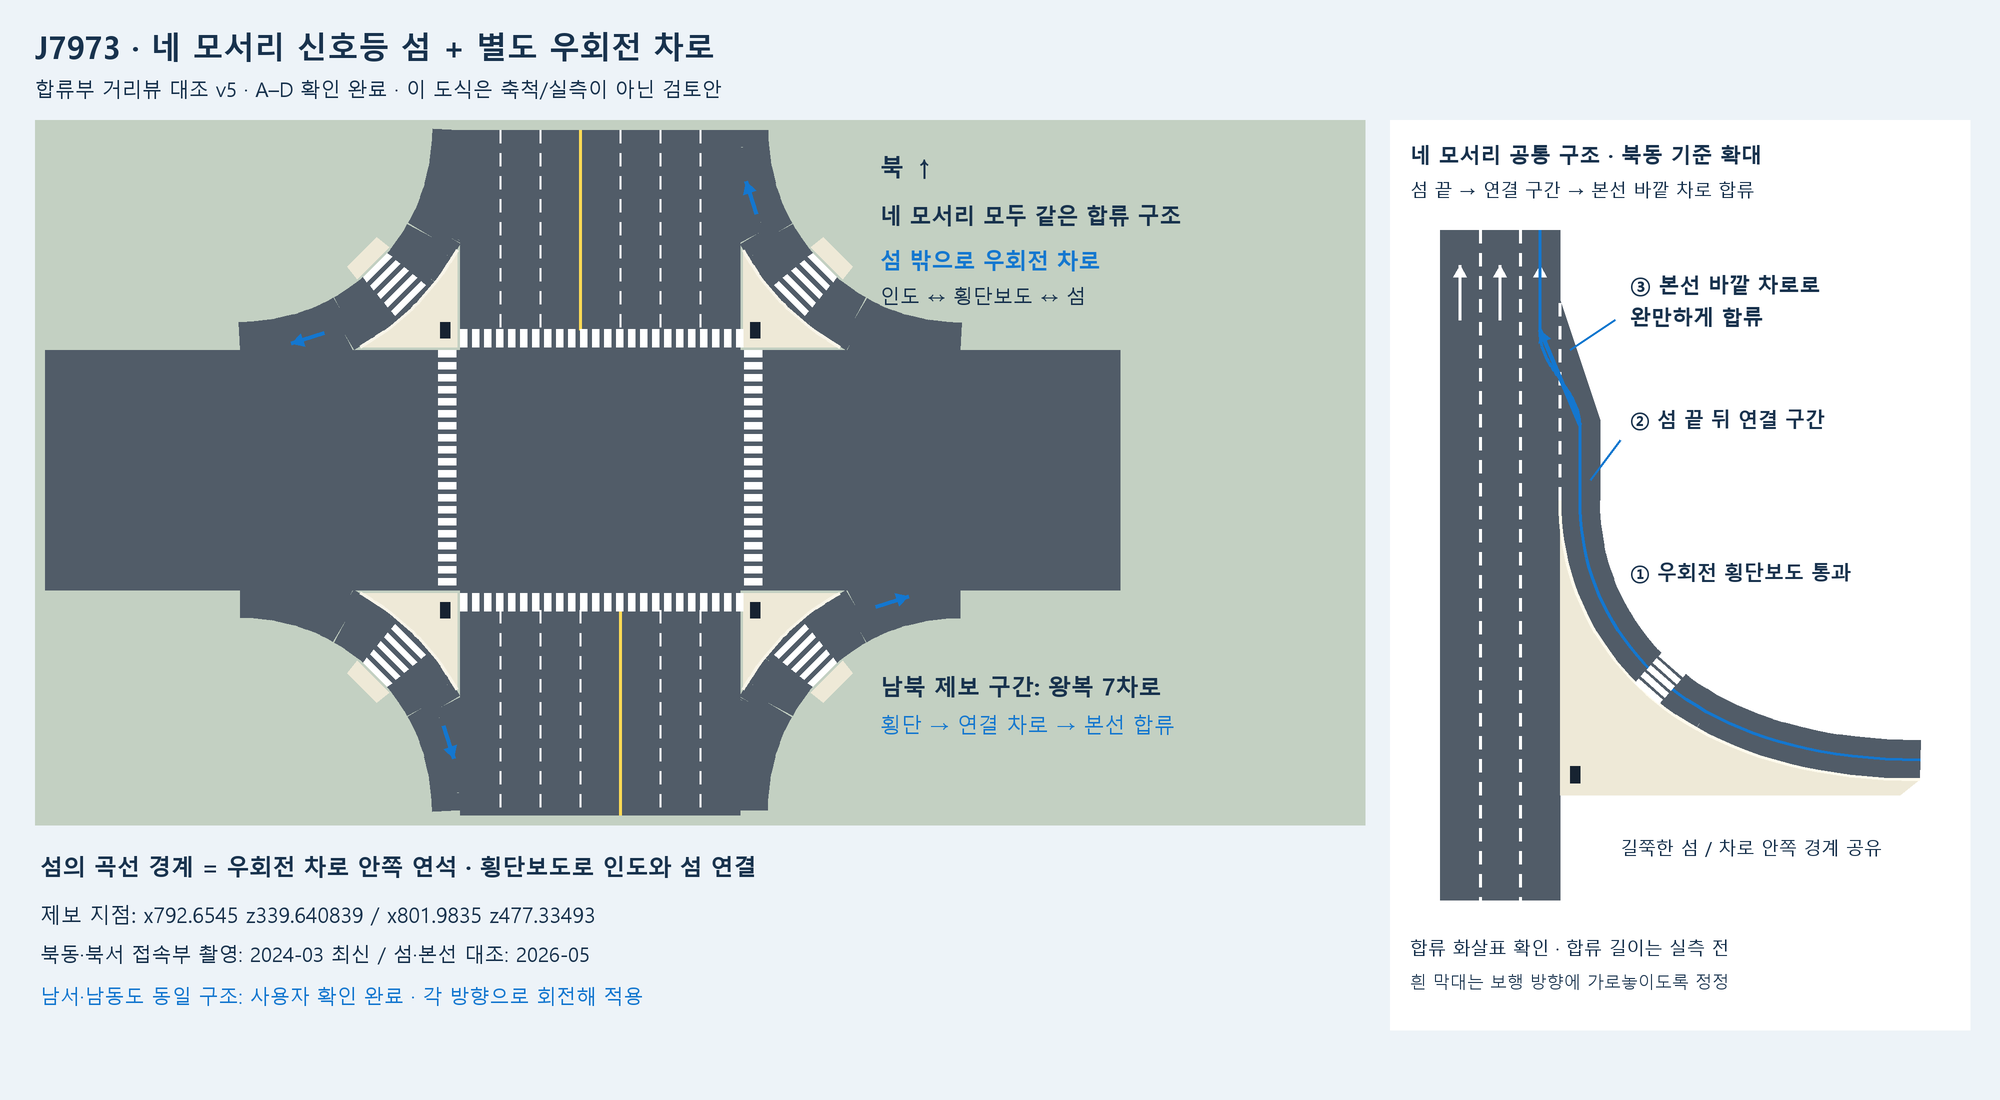 J7973 · 네 모서리 신호등 섬 + 별도 우회전 차로
합류부 거리뷰 대조 v5 · A–D 확인 완료 · 이 도식은 축척/실측이 아닌 검토안
북 ↑
네 모서리 모두 같은 합류 구조
섬 밖으로 우회전 차로
인도 ↔ 횡단보도 ↔ 섬
남북 제보 구간: 왕복 7차로
횡단 → 연결 차로 → 본선 합류
섬의 곡선 경계 = 우회전 차로 안쪽 연석 · 횡단보도로 인도와 섬 연결
제보 지점: x792.6545 z339.640839 / x801.9835 z477.33493
북동·북서 접속부 촬영: 2024-03 최신 / 섬·본선 대조: 2026-05
남서·남동도 동일 구조: 사용자 확인 완료 · 각 방향으로 회전해 적용
네 모서리 공통 구조 · 북동 기준 확대
섬 끝 → 연결 구간 → 본선 바깥 차로 합류
③ 본선 바깥 차로로
완만하게 합류
② 섬 끝 뒤 연결 구간
① 우회전 횡단보도 통과
길쭉한 섬 / 차로 안쪽 경계 공유
합류 화살표 확인 · 합류 길이는 실측 전
흰 막대는 보행 방향에 가로놓이도록 정정